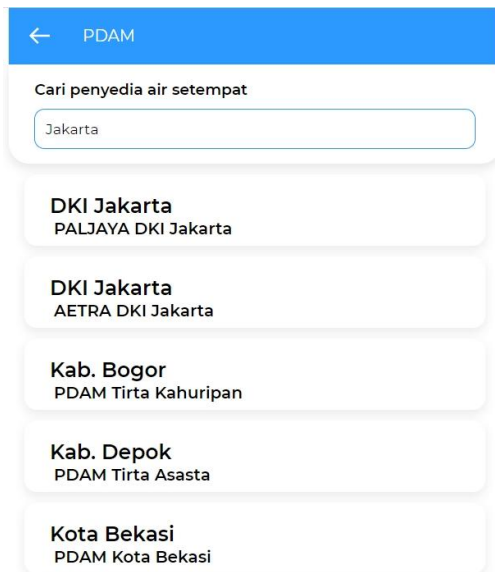 PDAM
Cari penyedia air setempat
Jakarta
DKI Jakarta
PALJAYA DKI Jakarta
DKI Jakarta
AETRA DKI Jakarta
Kab. Bogor
PDAM Tirta Kahuripan
Kab. Depok
PDAM Tirta Asasta
Kota Bekasi
PDAM Kota Bekasi